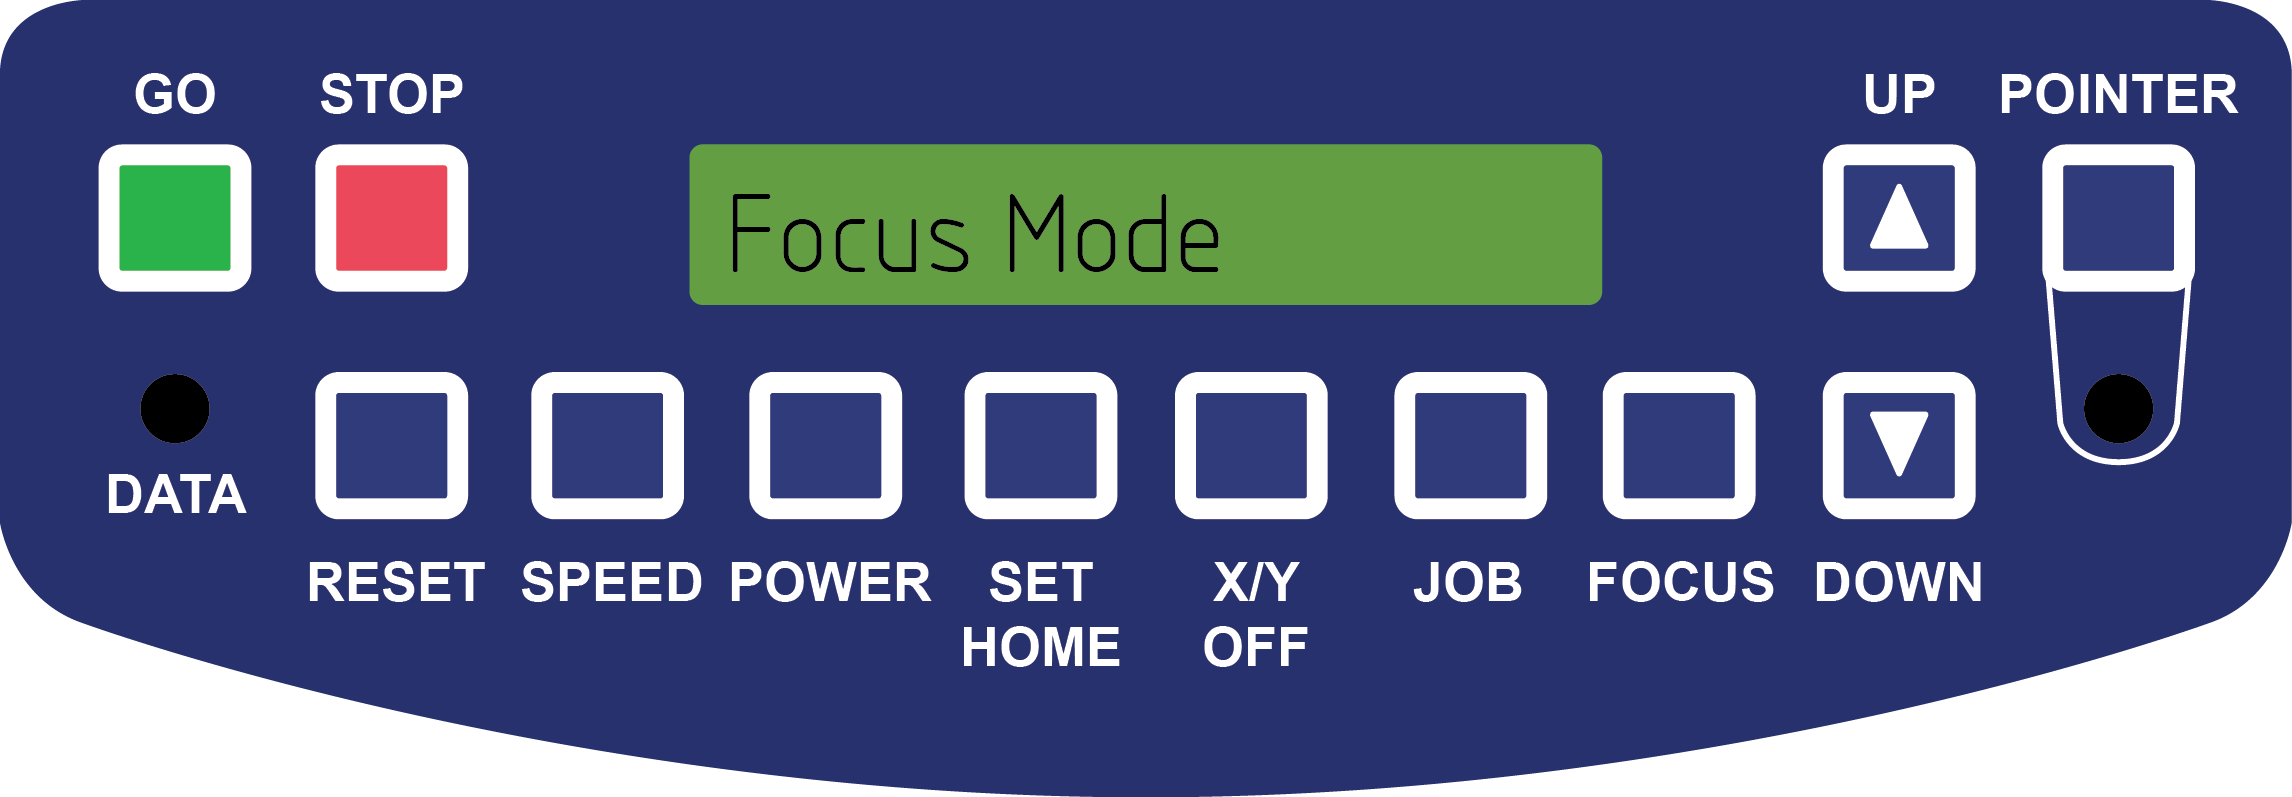 GO STOP UP POINTER
Focus Mode
DATA
RESET SPEED POWER SET HOME X/Y OFF JOB FOCUS DOWN